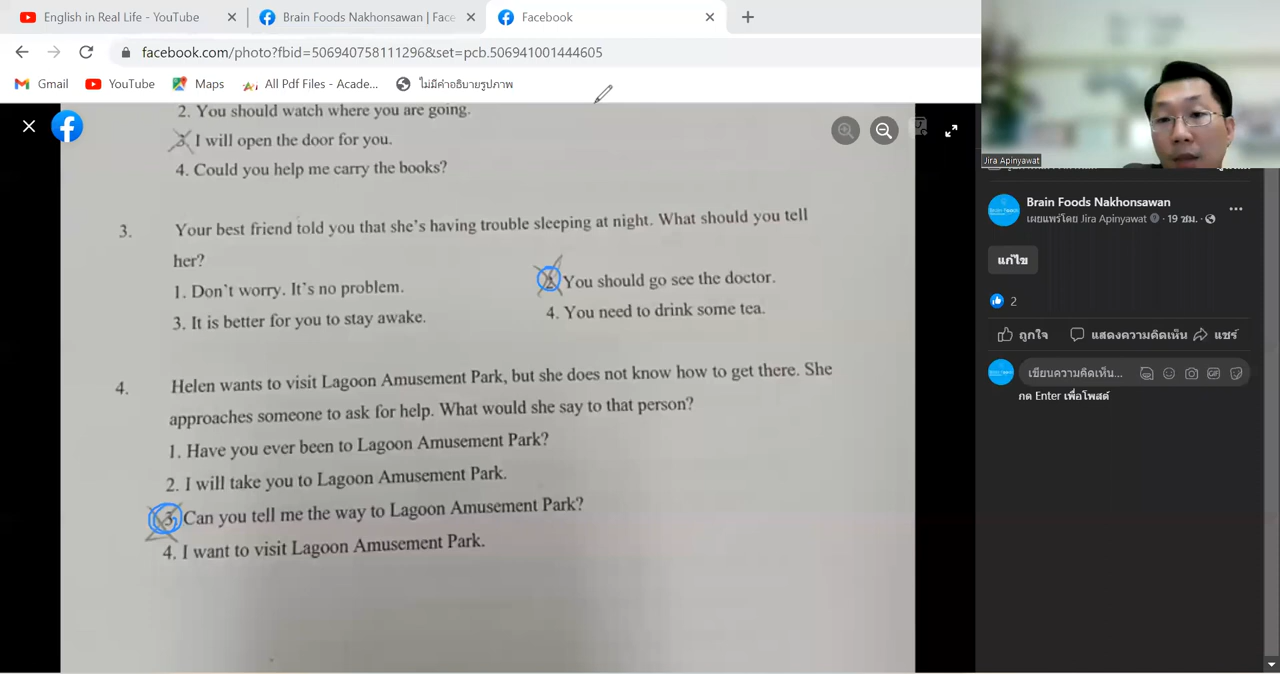 English in Real Life - YouTube
Brain Foods Nakhonsawan | Face
Facebook
facebook.com/photo?fbid=506940758111296&set=pcb.506941001444605
Gmail
YouTube
Maps
All Pdf Files - Acade...
ไม่มีคำอธิบายรูปภาพ
2. You should watch where you are going.
3. I will open the door for you.
4. Could you help me carry the books?
3. Your best friend told you that she's having trouble sleeping at night. What should you tell
her?
1. Don't worry. It's no problem.
2. You should go see the doctor.
3. It is better for you to stay awake.
4. You need to drink some tea.
4. Helen wants to visit Lagoon Amusement Park, but she does not know how to get there. She
approaches someone to ask for help. What would she say to that person?
1. Have you ever been to Lagoon Amusement Park?
2. I will take you to Lagoon Amusement Park.
3. Can you tell me the way to Lagoon Amusement Park?
4. I want to visit Lagoon Amusement Park.
Jira Apinyawat
Brain Foods Nakhonsawan
เผยแพร่โดย Jira Apinyawat · 19 ชม. ·
แก้ไข
2
ถูกใจ
แสดงความคิดเห็น
แชร์
เขียนความคิดเห็น...
กด Enter เพื่อโพสต์